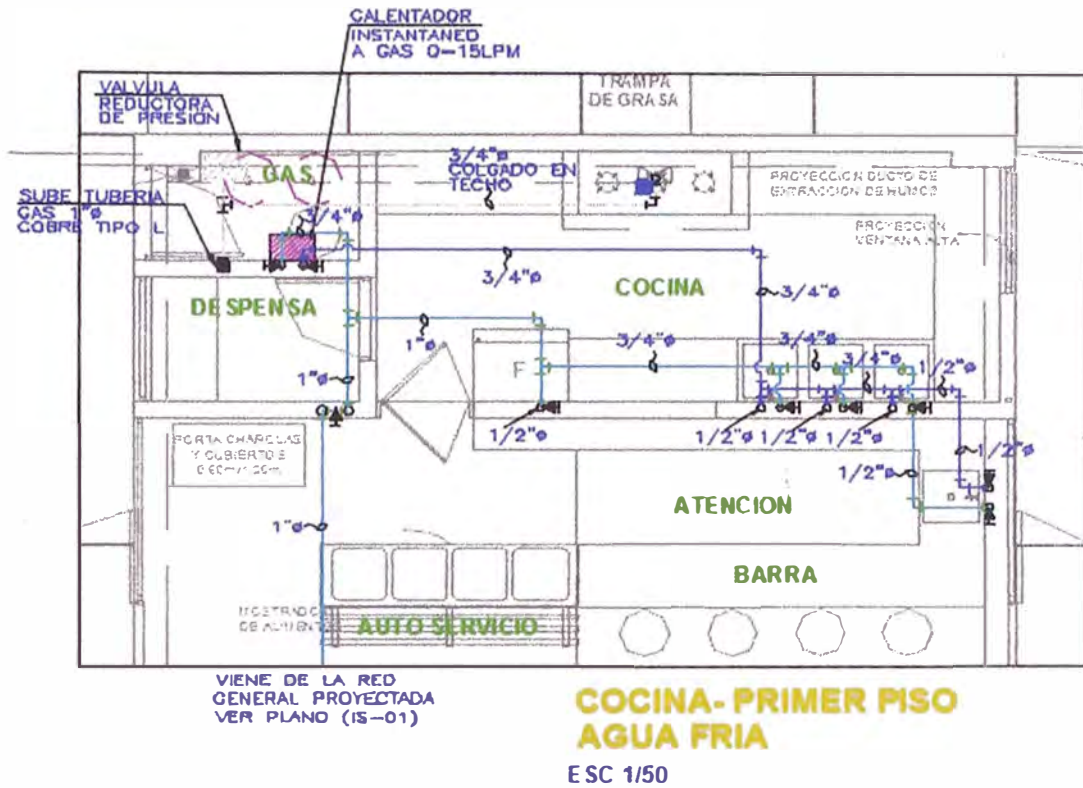 CALENTADOR
INSTANTANEO
A GAS Q-15LPM
VALVULA
REDUCTORA
DE PRESION
TRAMPA
DE GRASA
GAS
3/4"ø
COLGADO EN
TECHO
PROYECCION DUCTO DE
EXTRACCION DE HUMOS
SUBE TUBERIA
GAS 1"ø
COBRE TIPO L
3/4"ø
PROYECCION
VENTANA ALTA
3/4"ø
COCINA
3/4"ø
DESPENSA
1"ø
F
3/4"ø
3/4"ø
3/4"ø
1/2"ø
1"ø
1/2"ø
1/2"ø
1/2"ø
1/2"ø
1/2"ø
PORTA CHAROLAS
Y CUBIERTOS
1/2"ø
ATENCION
1"ø
BARRA
AUTO SERVICIO
VIENE DE LA RED
GENERAL PROYECTADA
VER PLANO (IS-01)
COCINA- PRIMER PISO
AGUA FRIA
ESC 1/50